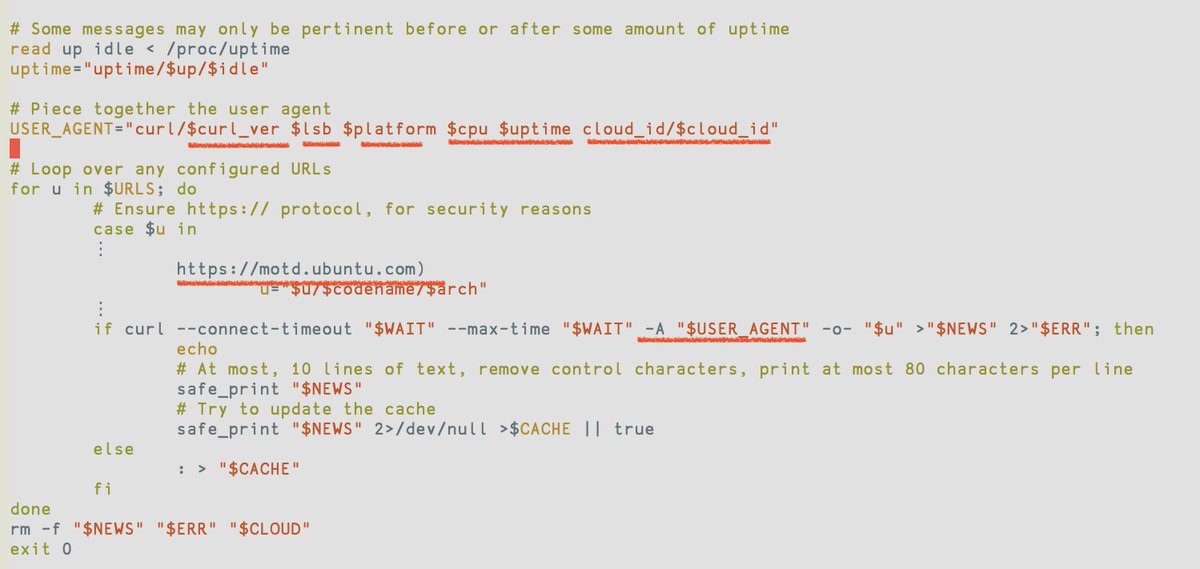 # Some messages may only be pertinent before or after some amount of uptime
read up idle < /proc/uptime
uptime="uptime/$up/$idle"

# Piece together the user agent
USER_AGENT="curl/$curl_ver $lsb $platform $cpu $uptime cloud_id/$cloud_id"

# Loop over any configured URLs
for u in $URLS; do
        # Ensure https:// protocol, for security reasons
        case $u in
        ⋮
                https://motd.ubuntu.com)
                        u="$u/$codename/$arch"
        ⋮
        if curl --connect-timeout "$WAIT" --max-time "$WAIT" -A "$USER_AGENT" -o- "$u" >"$NEWS" 2>"$ERR"; then
                echo
                # At most, 10 lines of text, remove control characters, print at most 80 characters per line
                safe_print "$NEWS"
                # Try to update the cache
                safe_print "$NEWS" 2>/dev/null >$CACHE || true
        else
                : > "$CACHE"
        fi
done
rm -f "$NEWS" "$ERR" "$CLOUD"
exit 0